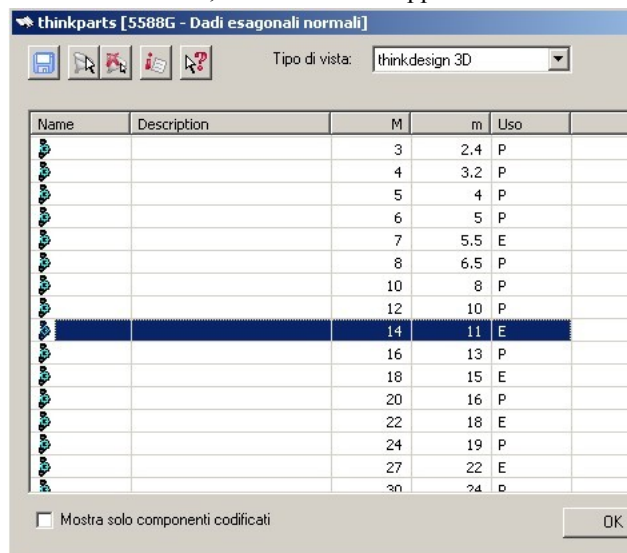 thinkparts [5588G - Dadi esagonali normali]
Tipo di vista: thinkdesign 3D
Name Description M m Uso
3 2.4 P
4 3.2 P
5 4 P
6 5 P
7 5.5 E
8 6.5 P
10 8 P
12 10 P
14 11 E
16 13 P
18 15 E
20 16 P
22 18 E
24 19 P
27 22 E
30 24 P
Mostra solo componenti codificati OK